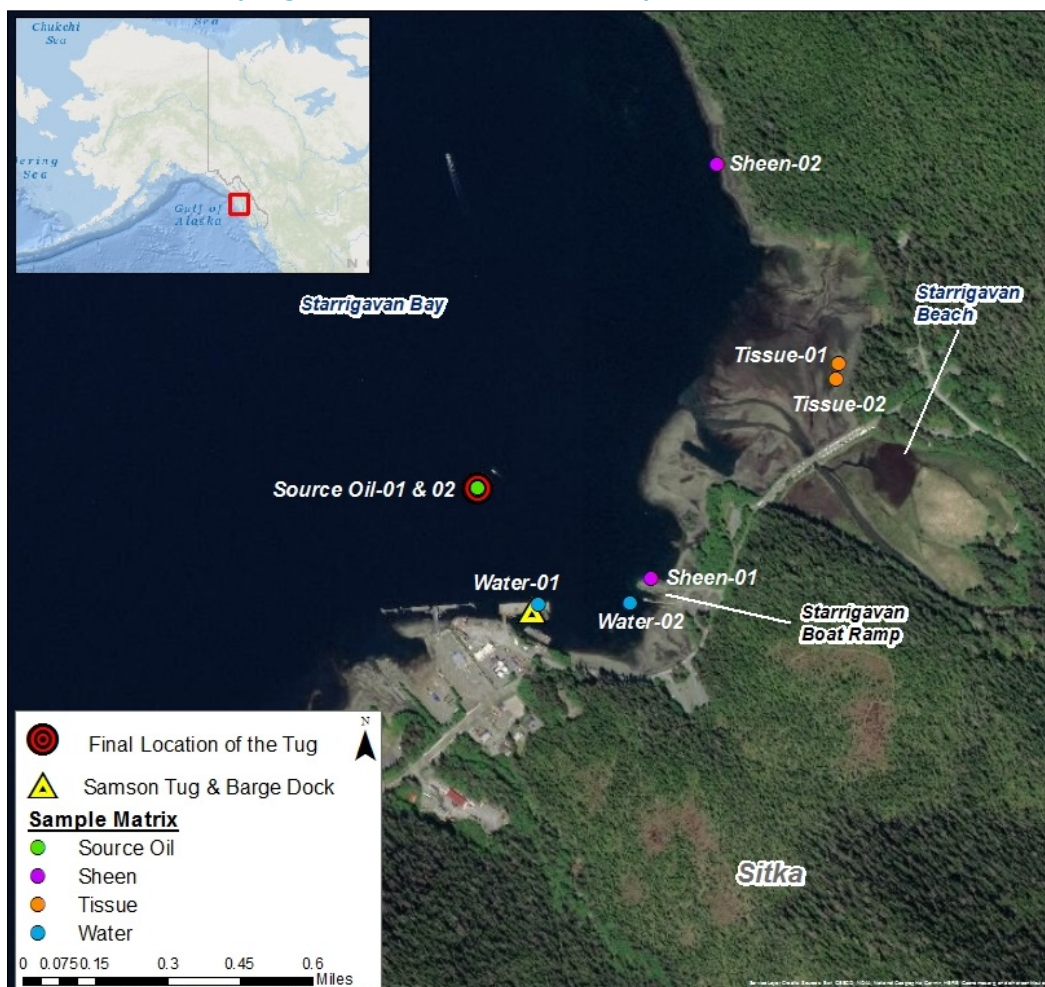 Chukchi
Sea
Sea
ering
Sea
Gulf of
Alaska
N
Sheen-02
Starrigavan Bay
Starrigavan
Beach
Tissue-01
Tissue-02
Source Oil-01 & 02
Water-01
Sheen-01
Water-02
Starrigavan
Boat Ramp
Sitka
N
Final Location of the Tug
Samson Tug & Barge Dock
Sample Matrix
Source Oil
Sheen
Tissue
Water
0 0.075 0.15 0.3 0.45 0.6
Miles